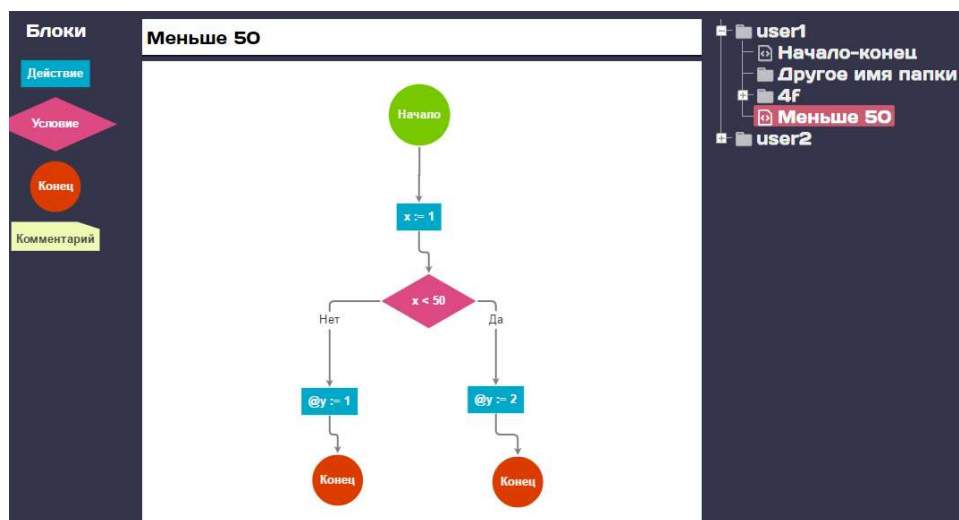 Блоки
Действие
Условие
Конец
Комментарий
Меньше 50
Начало
x := 1
x < 50
Нет
Да
@y := 1
@y := 2
Конец
Конец
user1
Начало-конец
Другое имя папки
4f
Меньше 50
user2